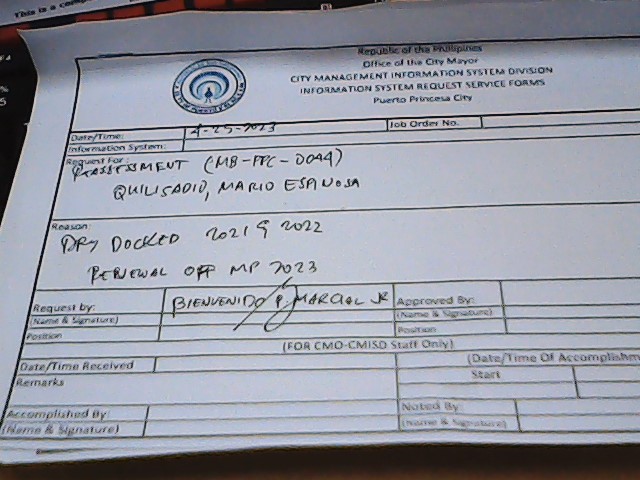 This is a
Republic of the Philippines
Office of the City Mayor
CITY MANAGEMENT INFORMATION SYSTEM DIVISION
INFORMATION SYSTEM REQUEST SERVICE FORMS
Puerto Princesa City
Date/Time: 4-25-2023 Job Order No.
Information System:
Request For:
REASSESSMENT (MB-PPC-0044)
QUILISADIO, MARIO ESPINOSA
Reason:
DRY DOCKED 2021 & 2022
RENEWAL OFF MP 2023
Request by: BIENVENIDO P. MARCIAL JR Approved By:
(Name & Signature) (Name & Signature)
Position Position
(FOR CMO-CMISD Staff Only)
Date/Time Received (Date/Time Of Accomplishm
Remarks Start
Accomplished By: Noted By
(Name & Signature) (Name & Signature)